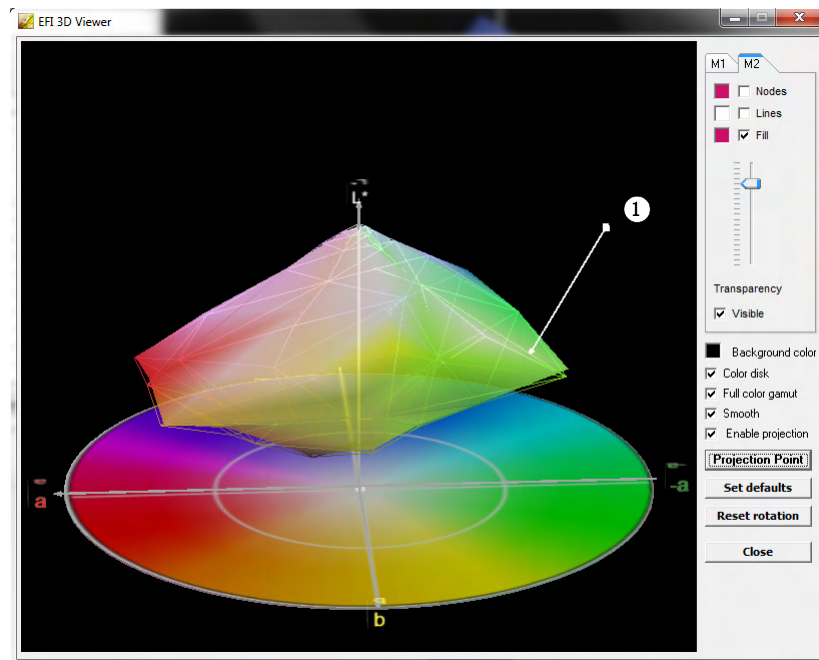 EFI 3D Viewer
M1 M2
Nodes
Lines
Fill
Transparency
Visible
Background color
Color disk
Full color gamut
Smooth
Enable projection
Projection Point
Set defaults
Reset rotation
Close
L*
1
a
-a
b